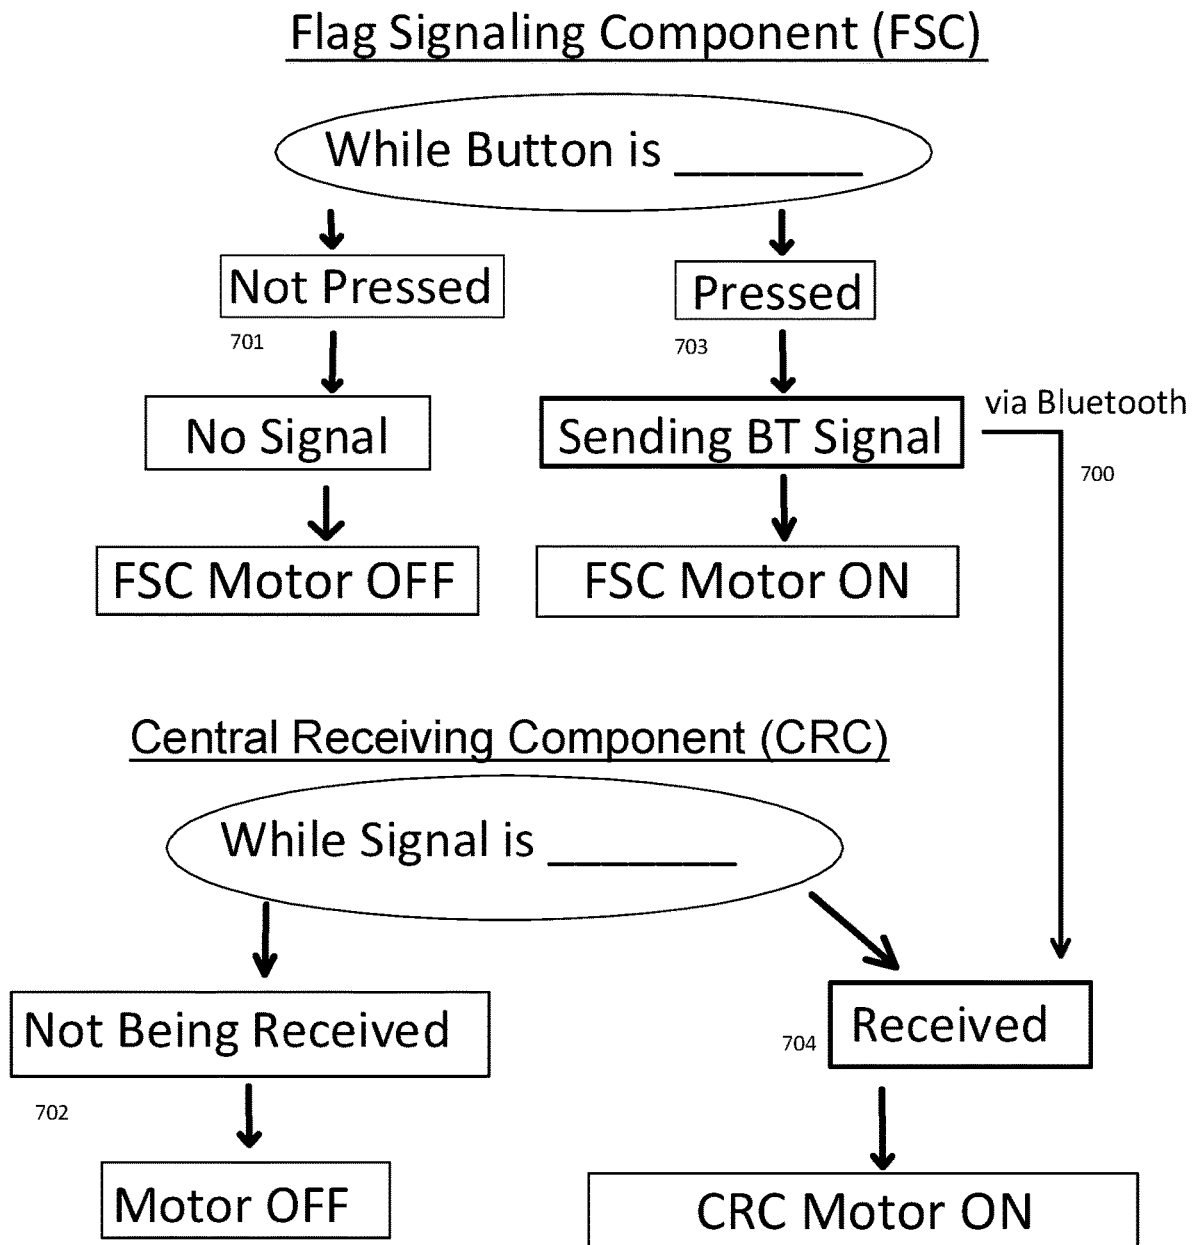 Flag Signaling Component (FSC)
While Button is _______
Not Pressed
Pressed
701
703
No Signal
Sending BT Signal
via Bluetooth
700
FSC Motor OFF
FSC Motor ON
Central Receiving Component (CRC)
While Signal is _______
Not Being Received
Received
704
702
Motor OFF
CRC Motor ON